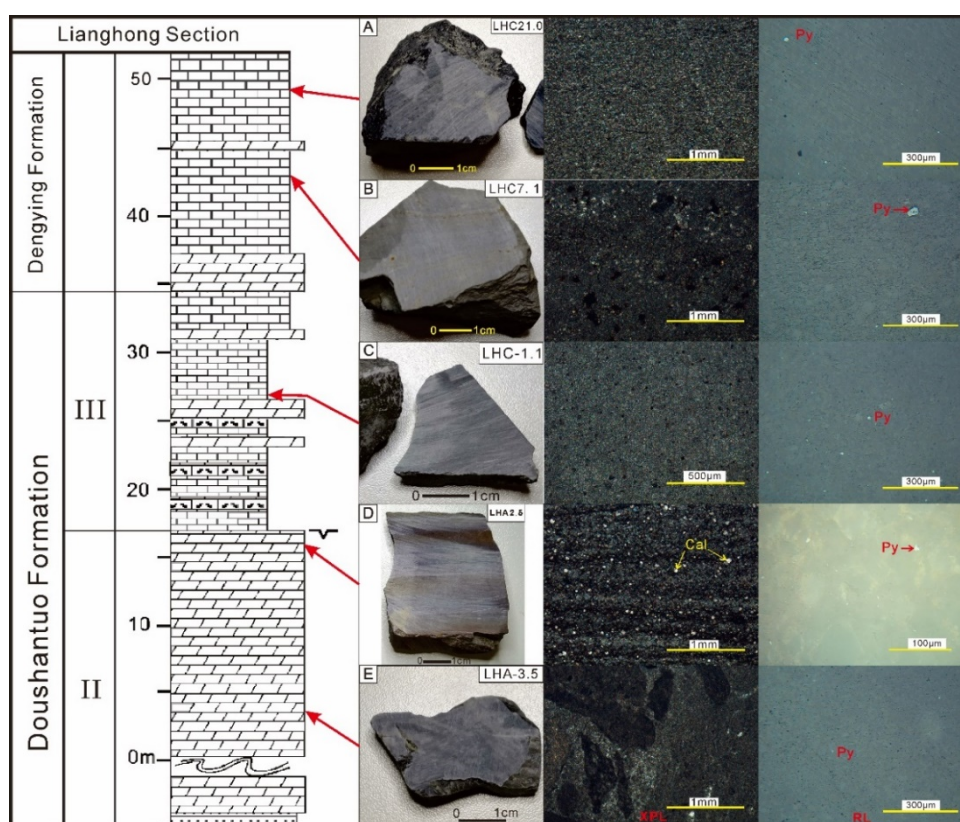 Lianghong Section
Dengying Formation
Doushantuo Formation
III
II
50
40
30
20
10
0m
A
LHC21.0
0 1cm
1mm
Py
300μm
B
LHC7.1
0 1cm
1mm
Py
300μm
C
LHC-1.1
0 1cm
500μm
Py
300μm
D
LHA2.5
0 1cm
Cal
1mm
Py
100μm
E
LHA-3.5
0 1cm
1mm
XPL
Py
300μm
RL